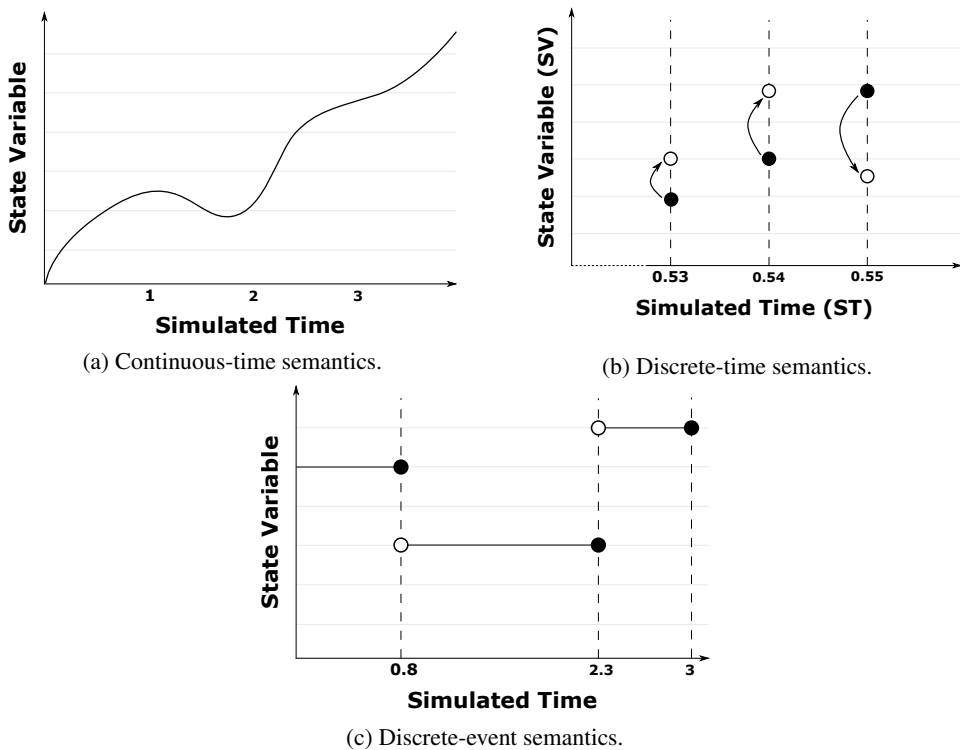 State Variable
1 2 3
Simulated Time
(a) Continuous-time semantics.
State Variable (SV)
0.53 0.54 0.55
Simulated Time (ST)
(b) Discrete-time semantics.
State Variable
0.8 2.3 3
Simulated Time
(c) Discrete-event semantics.